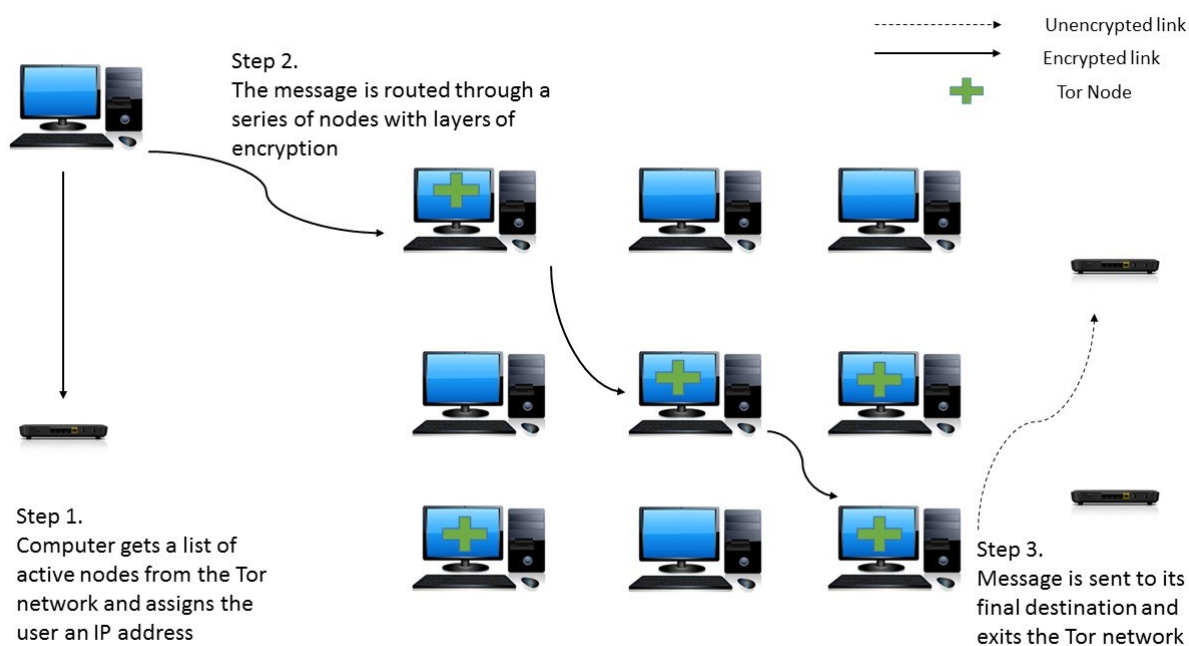 Unencrypted link
Encrypted link
Tor Node
Step 2.
The message is routed through a
series of nodes with layers of
encryption
Step 1.
Computer gets a list of
active nodes from the Tor
network and assigns the
user an IP address
Step 3.
Message is sent to its
final destination and
exits the Tor network